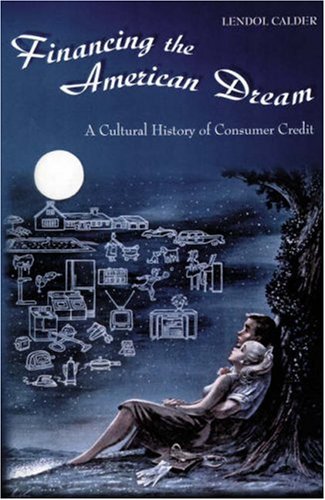 LENDOL CALDER
Financing the
American Dream
A Cultural History of Consumer Credit